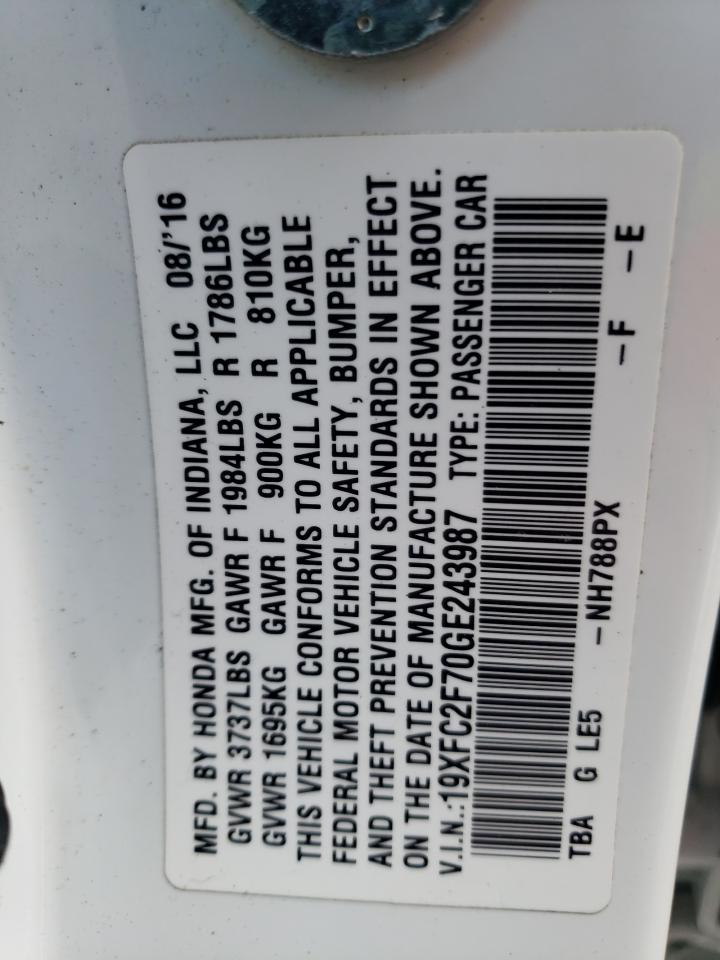 MFD. BY HONDA MFG. OF INDIANA, LLC 08/'16
GVWR 3737LBS GAWR F 1984LBS R 1786LBS
GVWR 1695KG GAWR F 900KG R 810KG
THIS VEHICLE CONFORMS TO ALL APPLICABLE
FEDERAL MOTOR VEHICLE SAFETY, BUMPER,
AND THEFT PREVENTION STANDARDS IN EFFECT
ON THE DATE OF MANUFACTURE SHOWN ABOVE.
V.I.N.:19XFC2F70GE243987 TYPE: PASSENGER CAR
TBA G LE5 –NH788PX –F –E